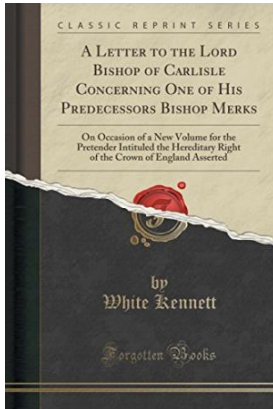 CLASSIC REPRINT SERIES
A Letter to the Lord
Bishop of Carlisle
Concerning One of His
Predecessors Bishop Merks
On Occasion of a New Volume for the
Pretender Intituled the Hereditary Right
of the Crown of England Asserted
by
White Kennett
Forgotten Books